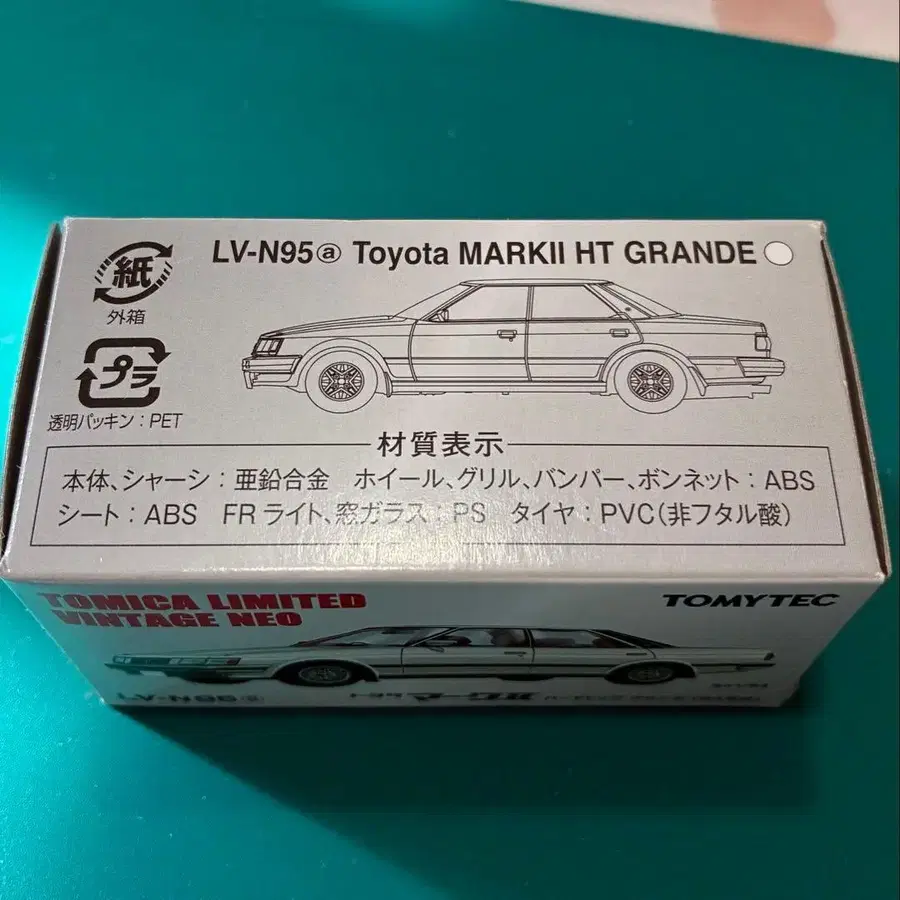 LV-N95ⓐ Toyota MARKII HT GRANDE
紙
外箱
プラ
透明パッキン：PET
材質表示
本体、シャーシ：亜鉛合金 ホイール、グリル、バンパー、ボンネット：ABS
シート：ABS FRライト、窓ガラス：PS タイヤ：PVC(非フタル酸)
TOMICA LIMITED
VINTAGE NEO
TOMYTEC
LV-N95
トヨタ マークII